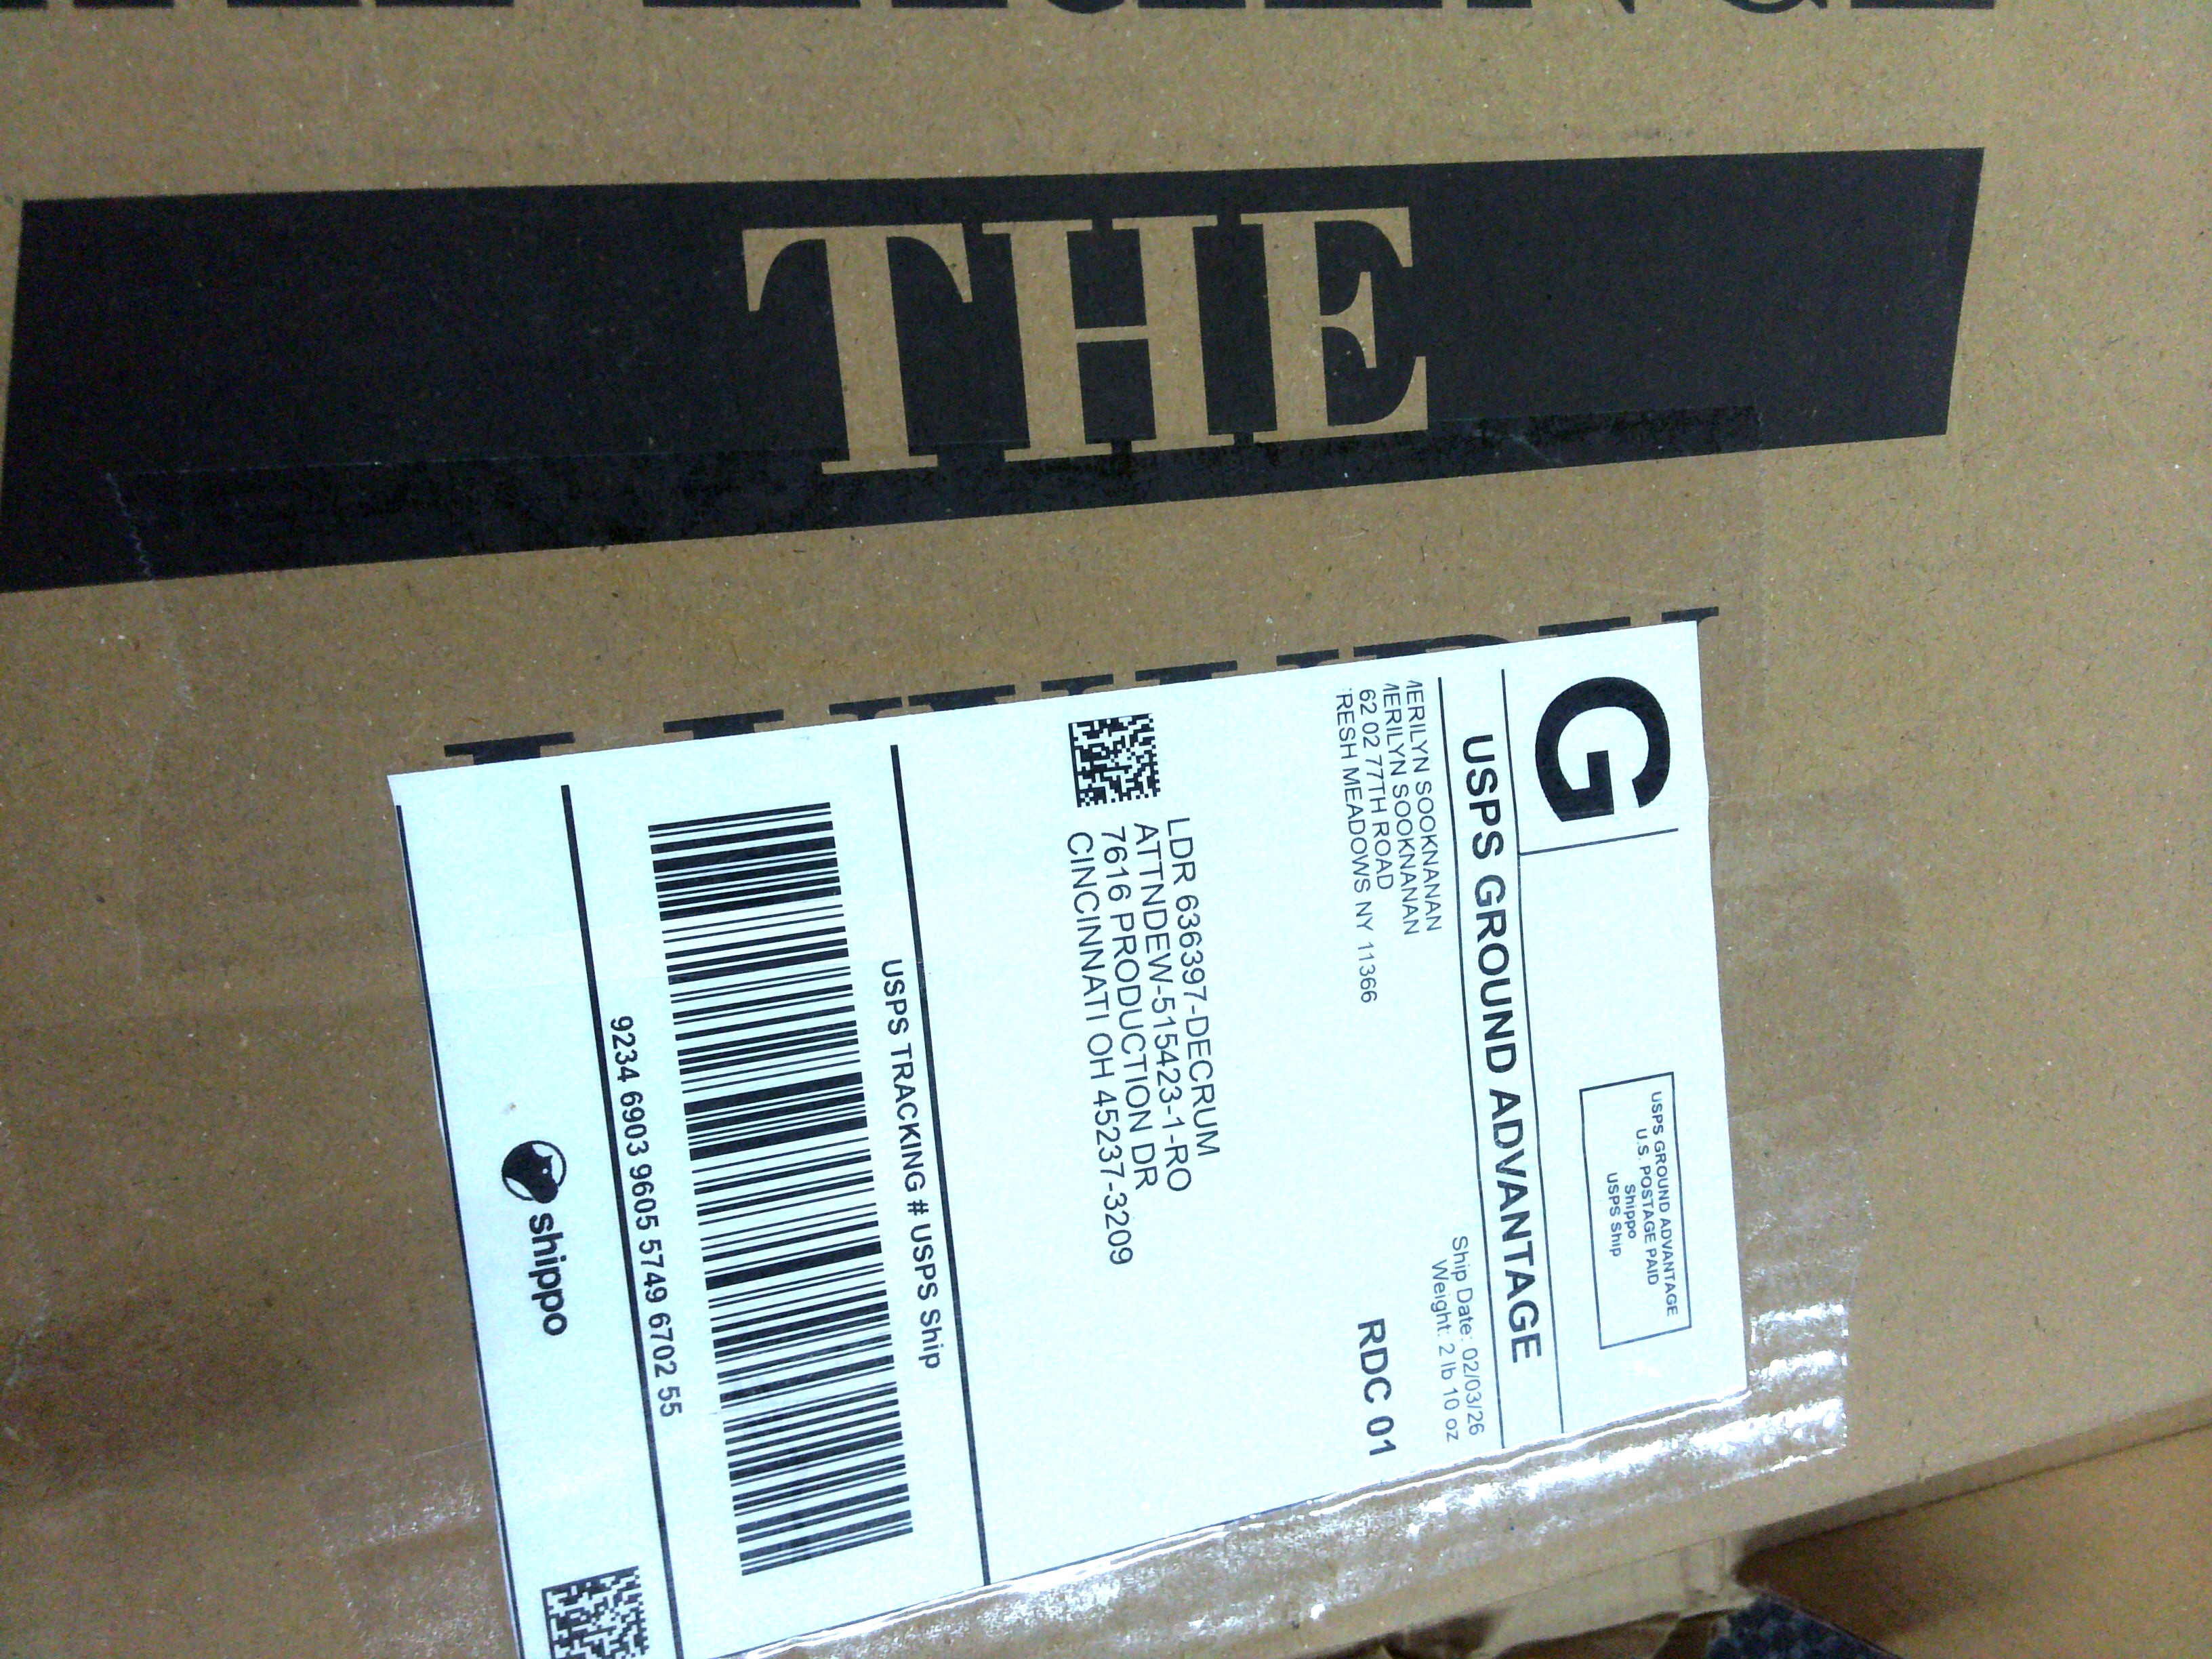 THE
G
USPS GROUND ADVANTAGE
U.S. POSTAGE PAID
Shippo
USPS Ship
USPS GROUND ADVANTAGE
ERILYN SOOKNANAN
ERILYN SOOKNANAN
62 02 77TH ROAD
RESH MEADOWS NY 11366
Ship Date: 02/03/26
Weight: 2 lb 10 oz
RDC 01
LDR 636397-DECRUM
ATTNDEW-515423-1-RO
7616 PRODUCTION DR
CINCINNATI OH 45237-3209
USPS TRACKING # USPS Ship
9234 6903 9605 5749 6702 55
shippo